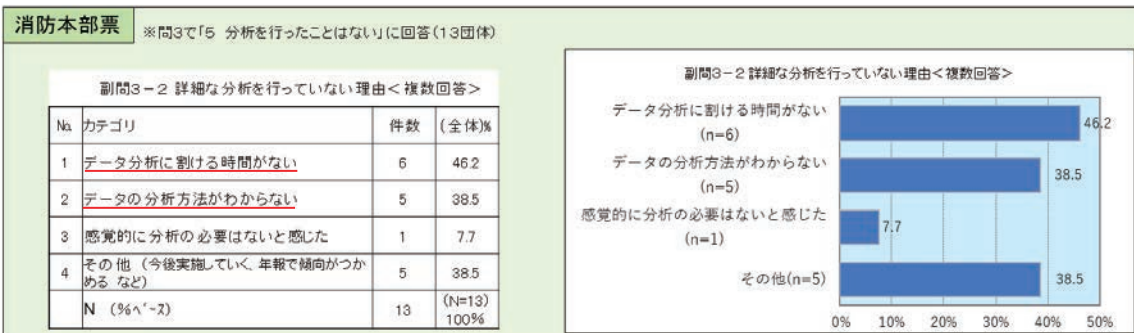 消防本部票 ※問3で「5 分析を行ったことはない」に回答(13団体)
副問3-2 詳細な分析を行っていない理由<複数回答>
No. カテゴリ 件数 (全体)%
1 データ分析に割ける時間がない 6 46.2
2 データの分析方法がわからない 5 38.5
3 感覚的に分析の必要はないと感じた 1 7.7
4 その他 (今後実施していく、年報で傾向がつか
める など) 5 38.5
N (%ベース) 13 (N=13)
100%
副問3-2 詳細な分析を行っていない理由<複数回答>
データ分析に割ける時間がない
(n=6)
46.2
データの分析方法がわからない
(n=5)
38.5
感覚的に分析の必要はないと感じた
(n=1)
7.7
その他(n=5)
38.5
0% 10% 20% 30% 40% 50%